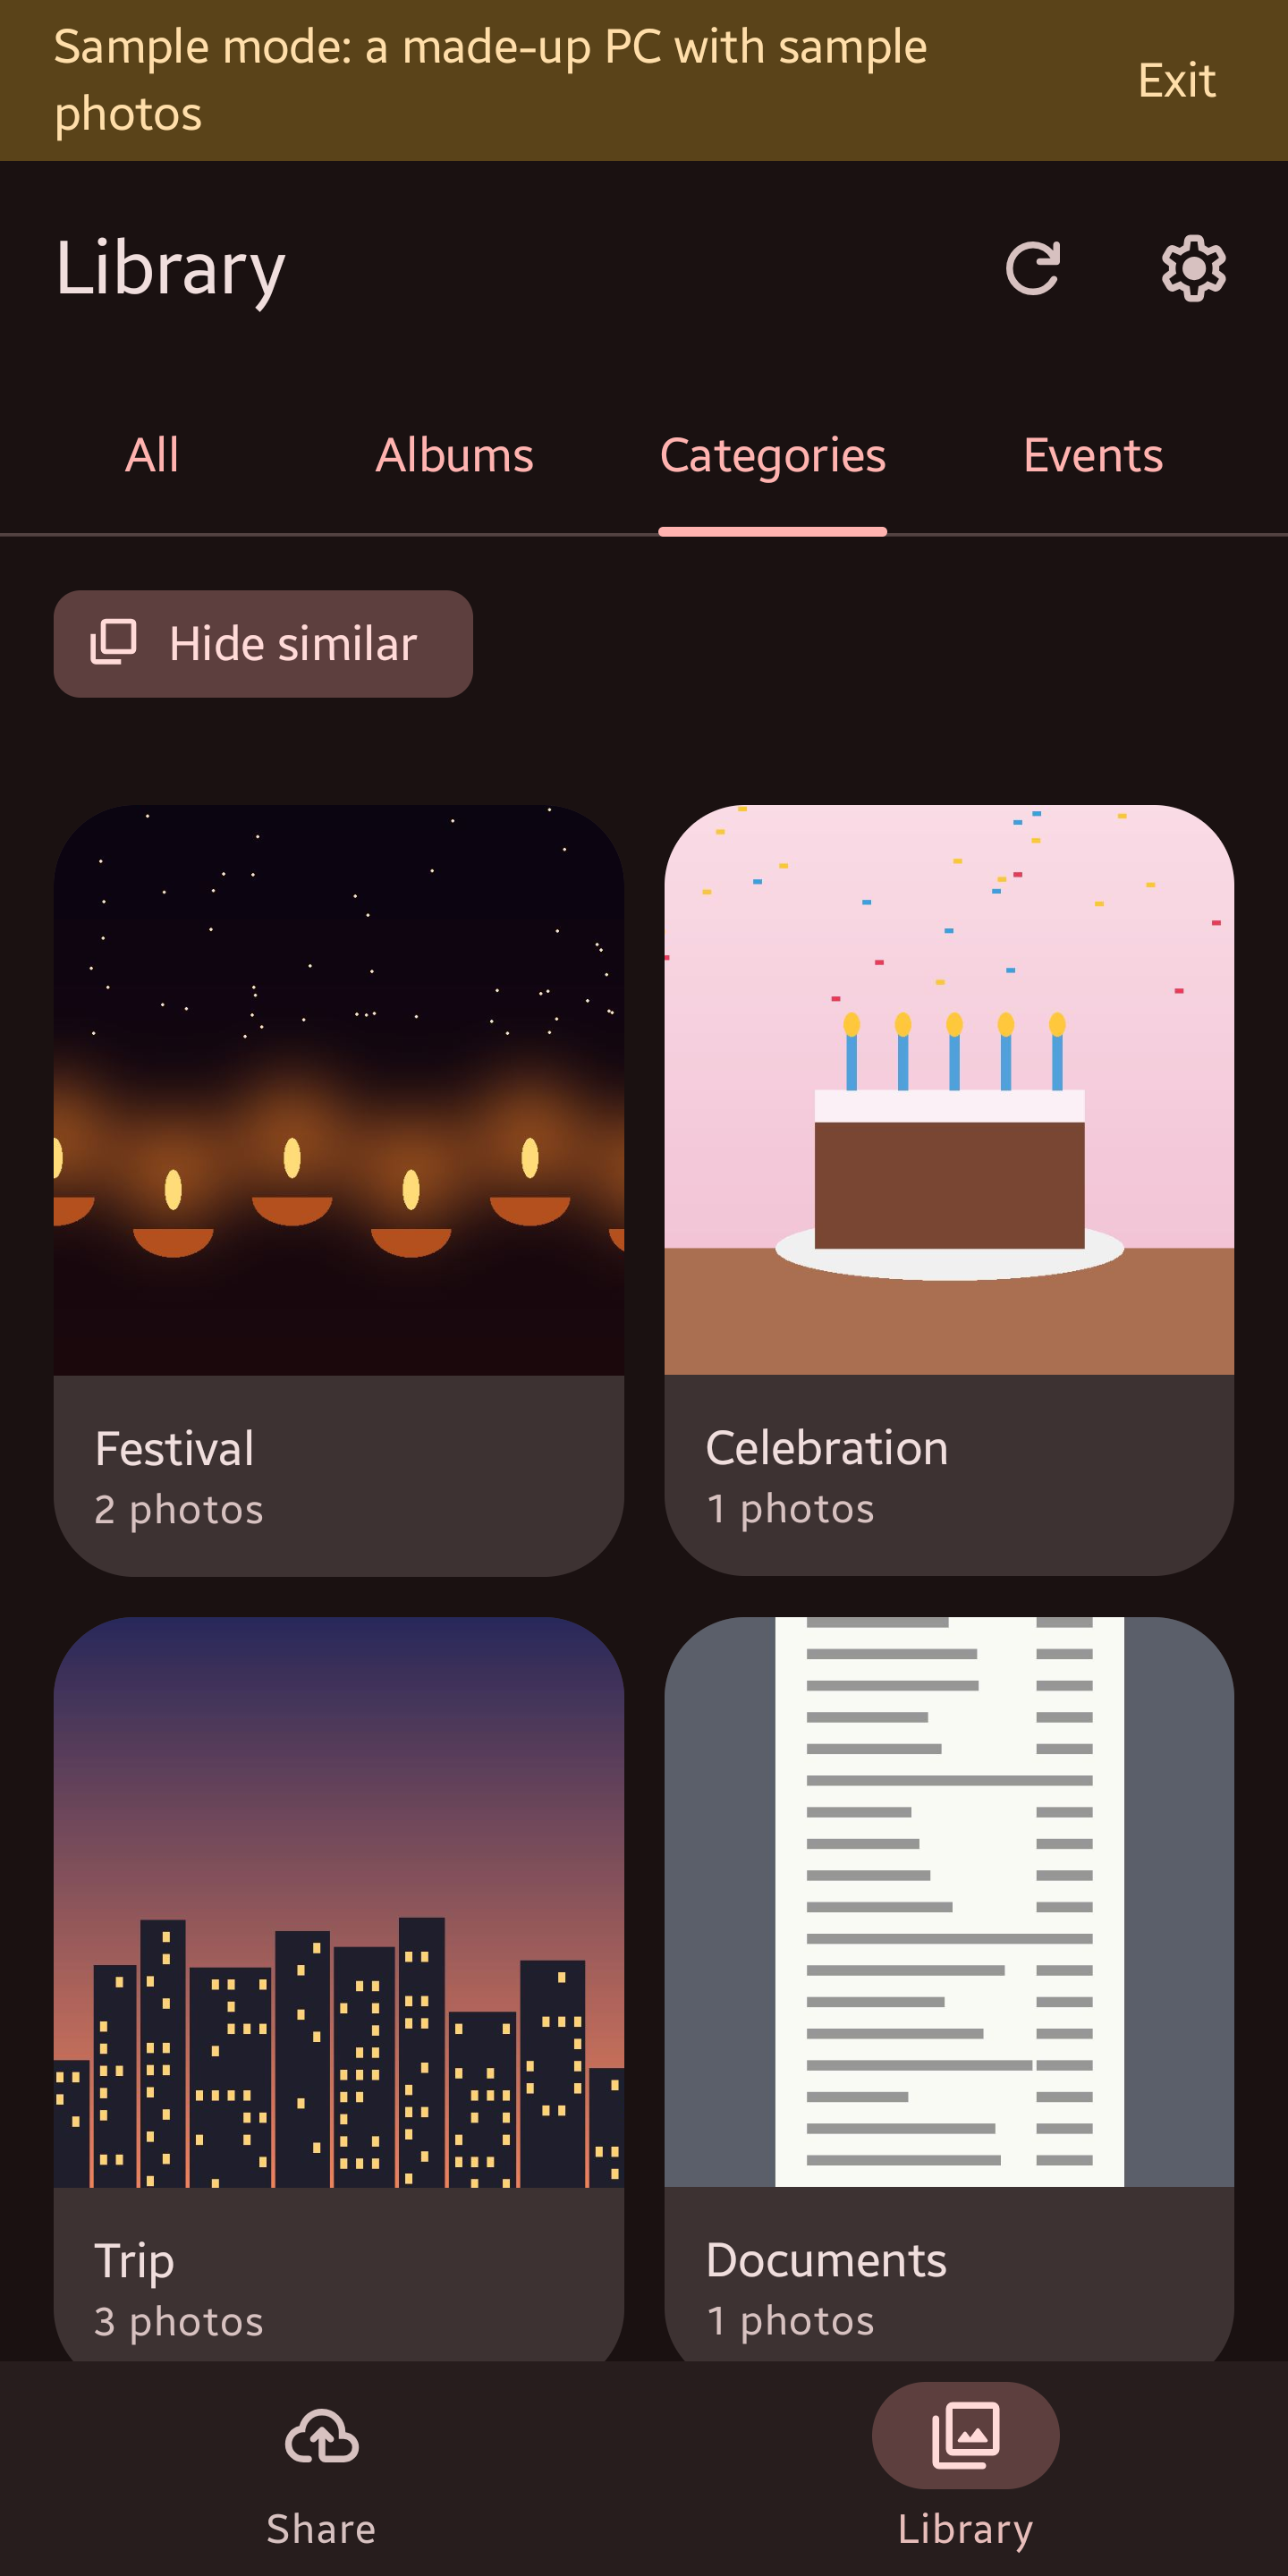 Sample mode: a made-up PC with sample
photos
Exit
Library
All
Albums
Categories
Events
Hide similar
Festival
2 photos
Celebration
1 photos
Trip
3 photos
Documents
1 photos
Share
Library